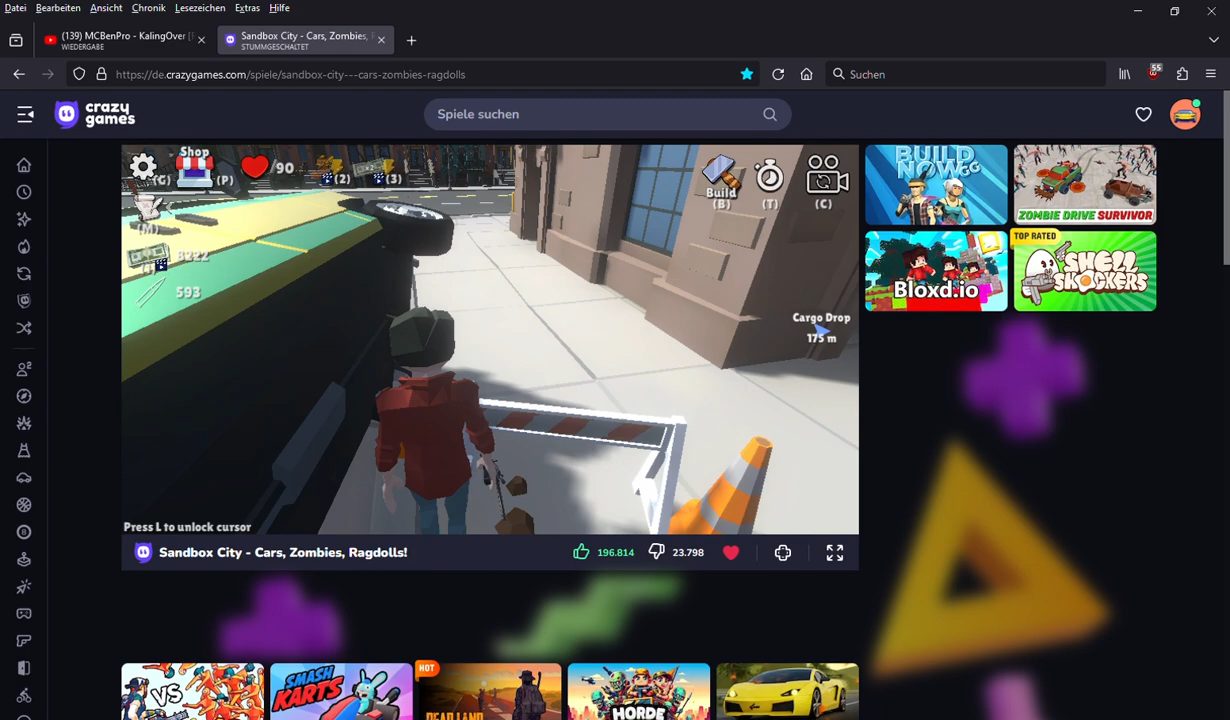 Datei Bearbeiten Ansicht Chronik Lesezeichen Extras Hilfe
(139) MCBenPro - KalingOver
WIEDERGABE
Sandbox City - Cars, Zombies,
STUMMGESCHALTET
https://de.crazygames.com/spiele/sandbox-city---cars-zombies-ragdolls
Suchen
55
crazy
games
Spiele suchen
Shop
(G)
(P)
/90
(2)
(3)
Build
(B)
(T)
(C)
(M)
8222
593
Cargo Drop
175 m
Press L to unlock cursor
BUILD
NOW
GG
ZOMBIE DRIVE SURVIVOR
Bloxd.io
TOP RATED
SHELL
SHOCKERS
Sandbox City - Cars, Zombies, Ragdolls!
196.814
23.798
VS
SMASH
KARTS
HOT
DEAD LAND
HORDE